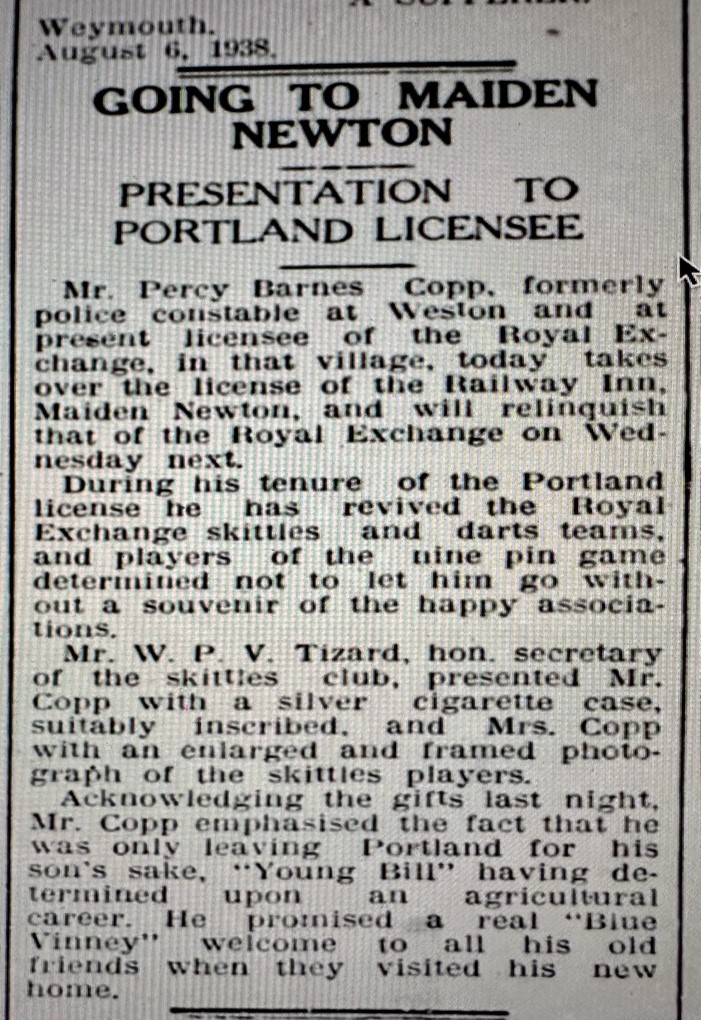 Weymouth.
August 6, 1938.
GOING TO MAIDEN
NEWTON
PRESENTATION TO
PORTLAND LICENSEE
Mr. Percy Barnes Copp, formerly
police constable at Weston and at
present licensee of the Royal Ex-
change, in that village, today takes
over the license of the Railway Inn,
Maiden Newton, and will relinquish
that of the Royal Exchange on Wed-
nesday next.
During his tenure of the Portland
license he has revived the Royal
Exchange skittles and darts teams,
and players of the nine pin game
determined not to let him go with-
out a souvenir of the happy associa-
tions.
Mr. W. P. V. Tizard, hon. secretary
of the skittles club, presented Mr.
Copp with a silver cigarette case,
suitably inscribed, and Mrs. Copp
with an enlarged and framed photo-
graph of the skittles players.
Acknowledging the gifts last night,
Mr. Copp emphasised the fact that he
was only leaving Portland for his
son's sake, "Young Bill" having de-
termined upon an agricultural
career. He promised a real "Blue
Vinney" welcome to all his old
friends when they visited his new
home.